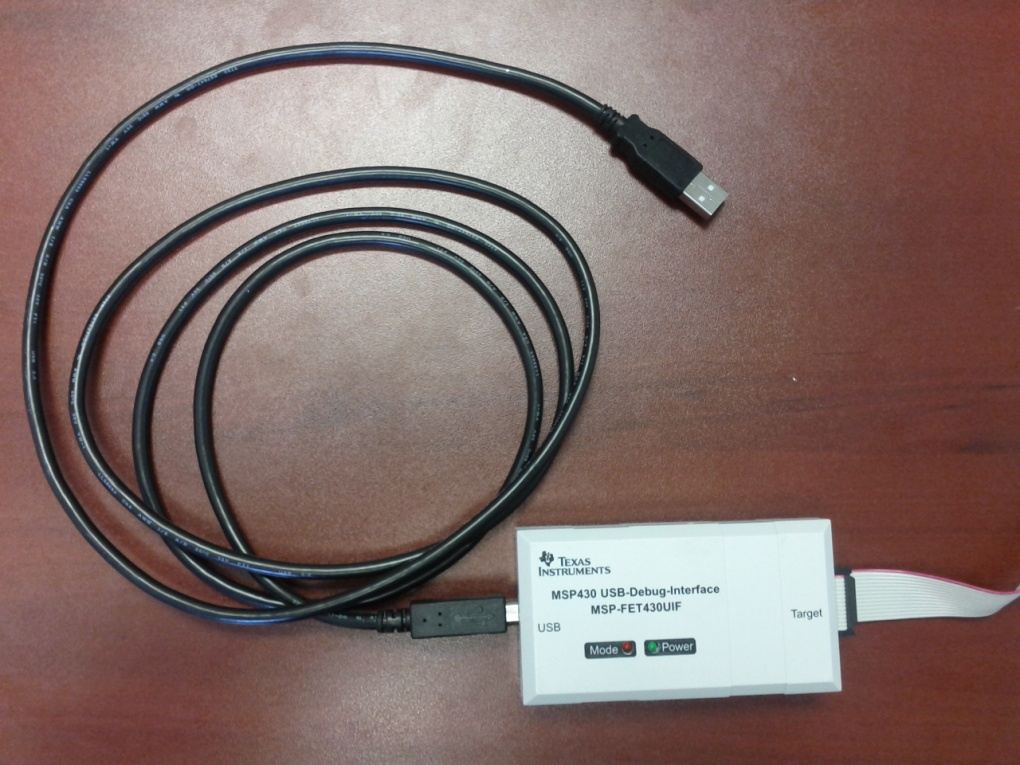 TEXAS
INSTRUMENTS
MSP430 USB-Debug-Interface
MSP-FET430UIF
USB
Target
Mode
Power